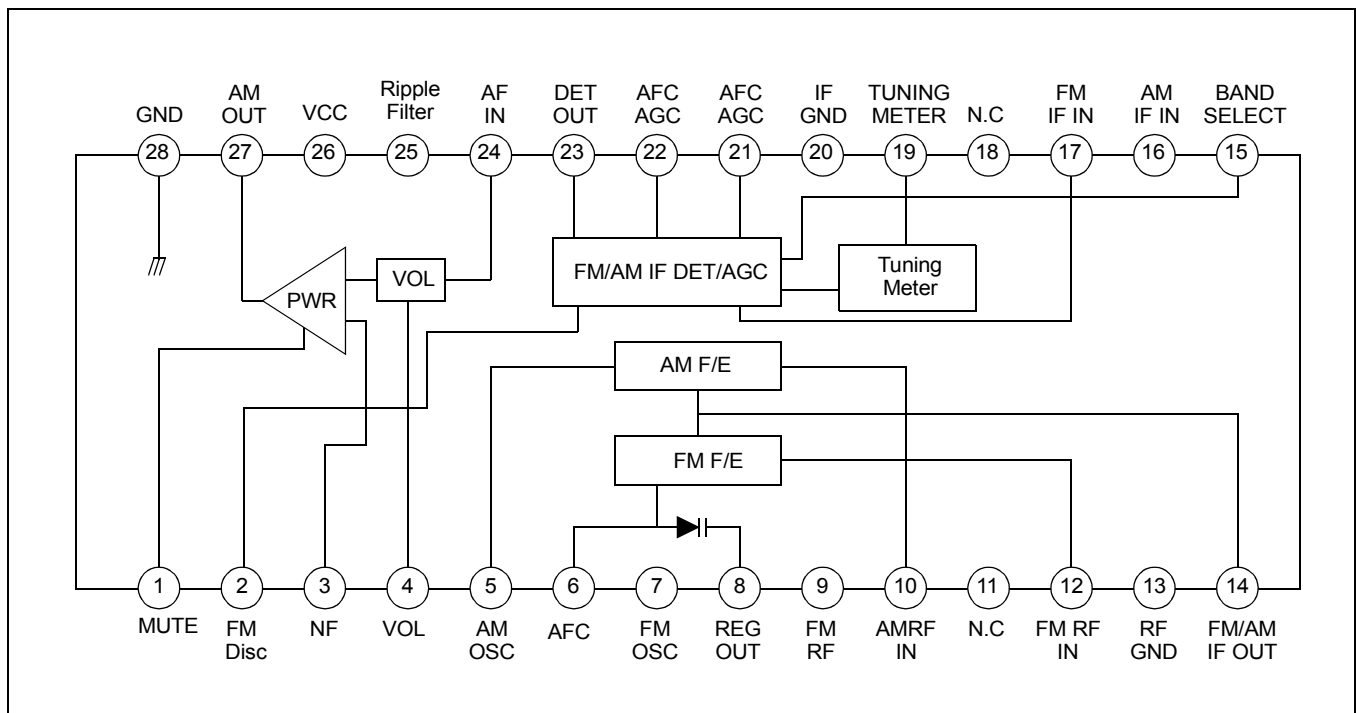 GND
AM
OUT
VCC
Ripple
Filter
AF
IN
DET
OUT
AFC
AGC
AFC
AGC
IF
GND
TUNING
METER
N.C
FM
IF IN
AM
IF IN
BAND
SELECT
28
27
26
25
24
23
22
21
20
19
18
17
16
15
PWR
VOL
FM/AM IF DET/AGC
Tuning
Meter
AM F/E
FM F/E
1
2
3
4
5
6
7
8
9
10
11
12
13
14
MUTE
FM
Disc
NF
VOL
AM
OSC
AFC
FM
OSC
REG
OUT
FM
RF
AMRF
IN
N.C
FM RF
IN
RF
GND
FM/AM
IF OUT